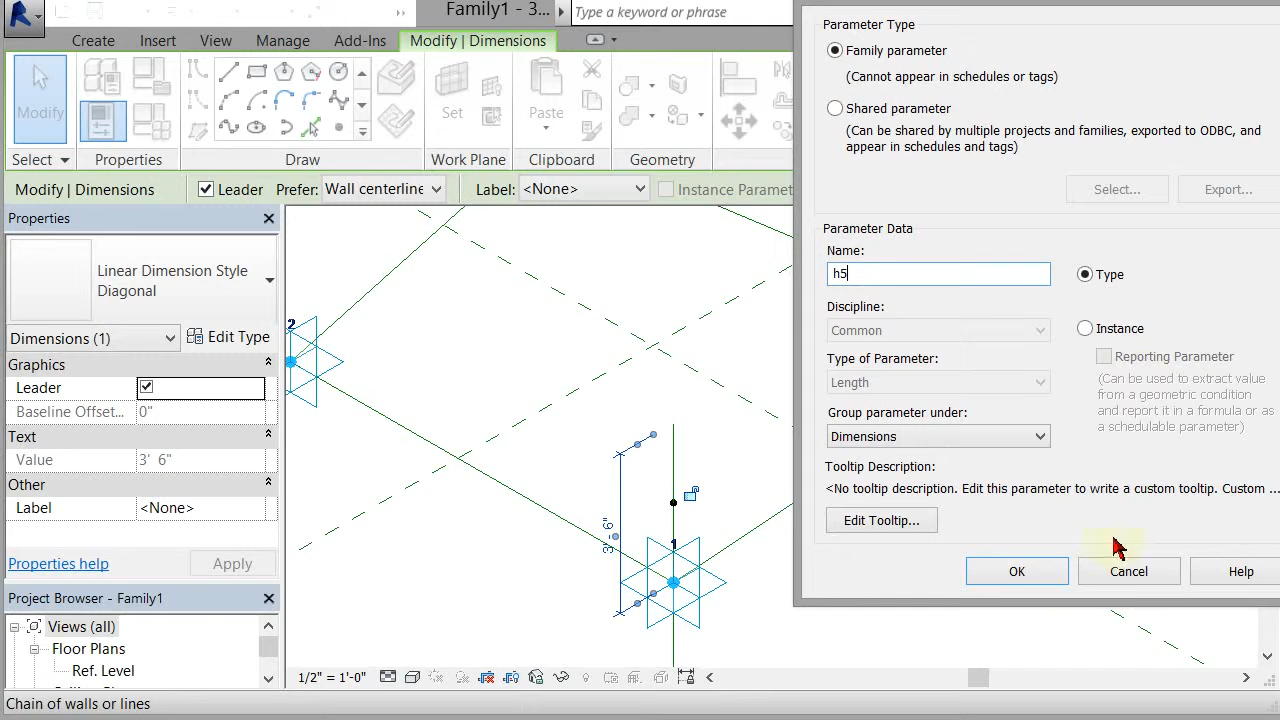 Family1 - 3...
Type a keyword or phrase
Create
Insert
View
Manage
Add-Ins
Modify | Dimensions
Modify
Set
Paste
Select
Properties
Draw
Work Plane
Clipboard
Geometry
Modify | Dimensions
Leader
Prefer:
Wall centerline
Label:
<None>
Instance Paramet
Properties
Linear Dimension Style
Diagonal
Dimensions (1)
Edit Type
Graphics
Leader
Baseline Offset...
0"
Text
Value
3' 6"
Other
Label
<None>
Properties help
Apply
Project Browser - Family1
Views (all)
Floor Plans
Ref. Level
2
3' - 6"
1
1/2" = 1'-0"
Chain of walls or lines
Parameter Type
Family parameter
(Cannot appear in schedules or tags)
Shared parameter
(Can be shared by multiple projects and families, exported to ODBC, and
appear in schedules and tags)
Select...
Export...
Parameter Data
Name:
h5
Type
Discipline:
Common
Instance
Type of Parameter:
Reporting Parameter
Length
(Can be used to extract value
from a geometric condition
and report it in a formula or as
a schedulable parameter)
Group parameter under:
Dimensions
Tooltip Description:
<No tooltip description. Edit this parameter to write a custom tooltip. Custom ...
Edit Tooltip...
OK
Cancel
Help